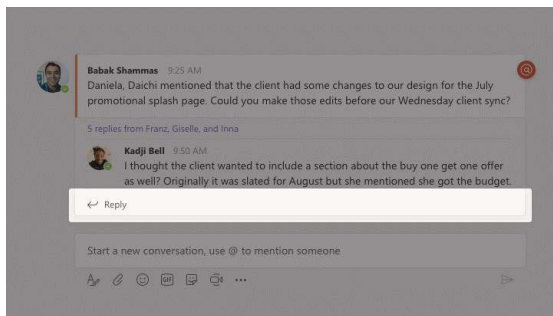 Babak Shammas 9:25 AM
Daniela, Daichi mentioned that the client had some changes to our design for the July
promotional splash page. Could you make those edits before our Wednesday client sync?
5 replies from Franz, Giselle, and Inna
Kadji Bell 9:50 AM
I thought the client wanted to include a section about the buy one get one offer
as well? Originally it was slated for August but she mentioned she got the budget.
Reply
Start a new conversation, use @ to mention someone
GIF